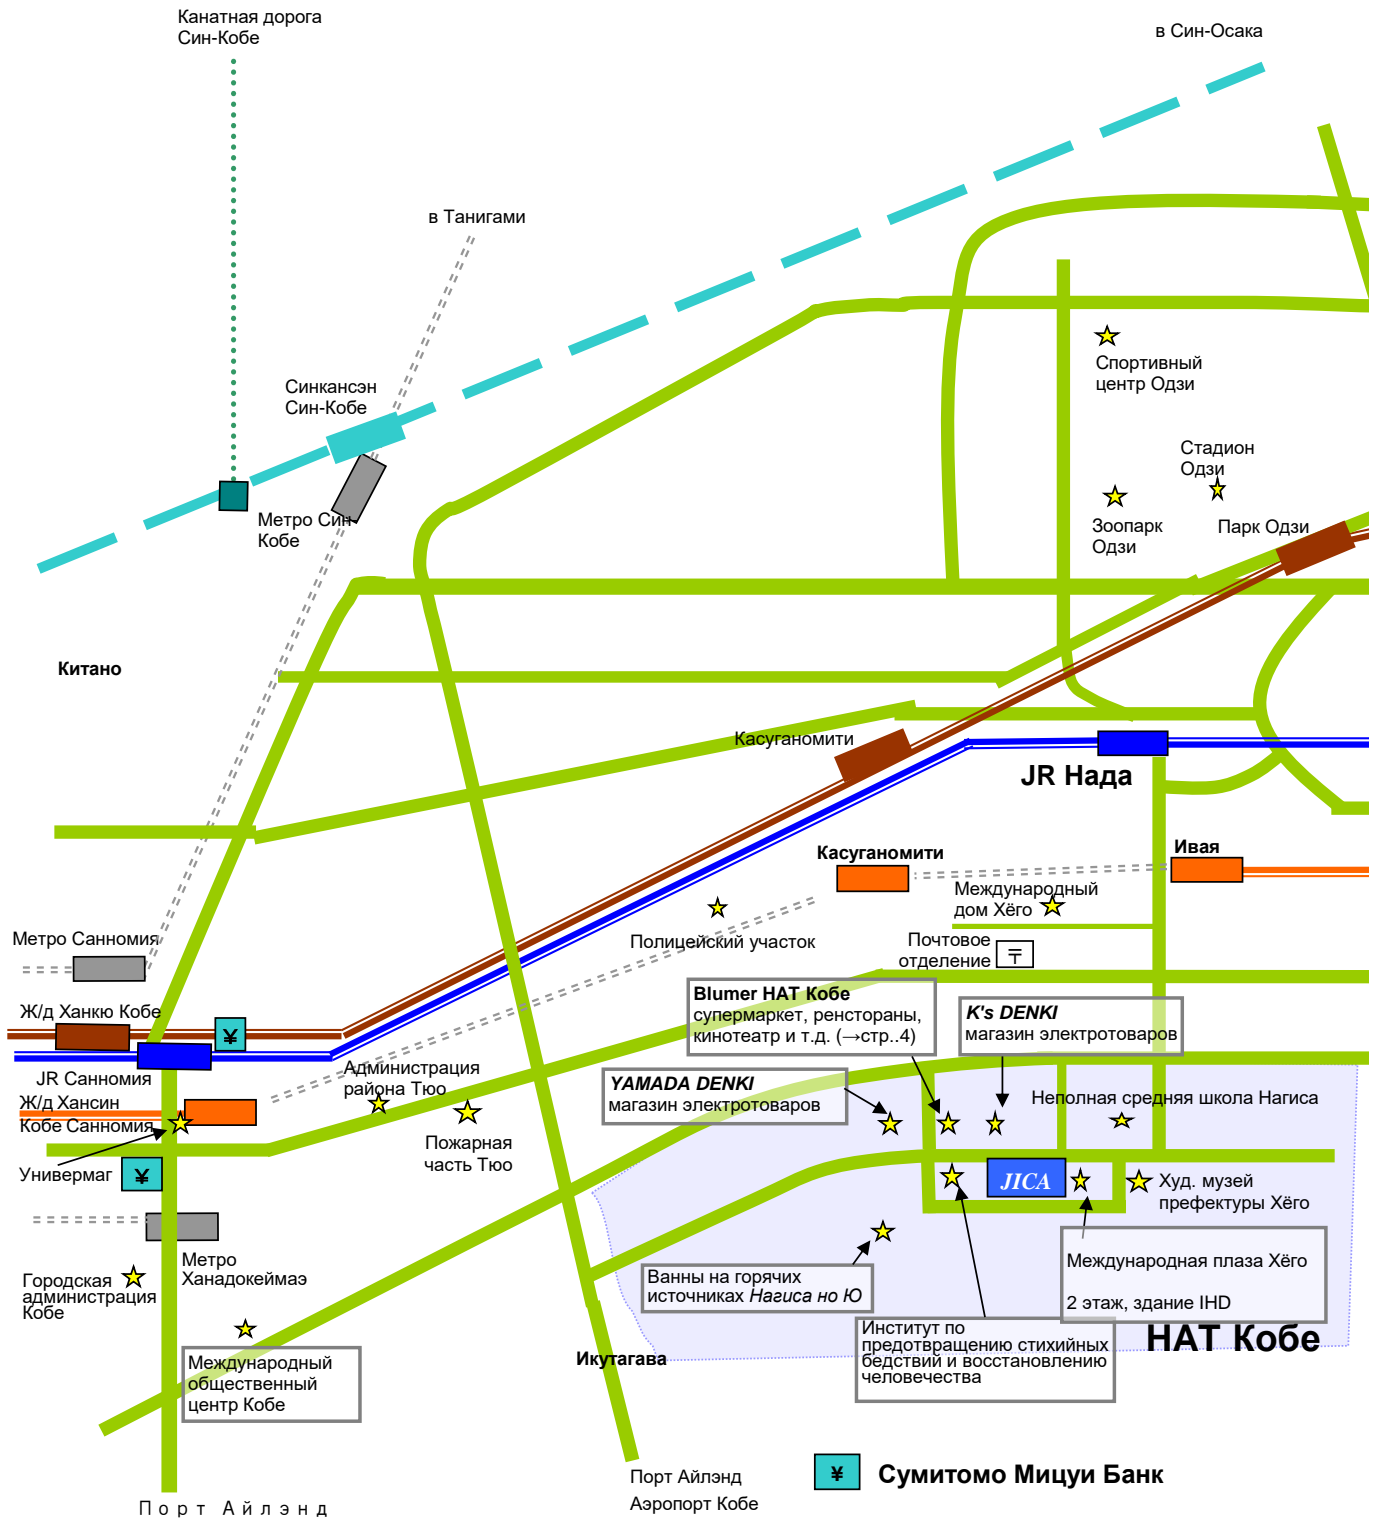 Канатная дорога
Син-Кобе
в Син-Осака
в Танигами
Синкансэн
Син-Кобе
Спортивный
центр Одзи
Стадион
Одзи
Метро Син-
Кобе
Зоопарк
Одзи
Парк Одзи
Китано
Касуганомити
JR Нада
Касуганомити
Ивая
Международный
дом Хёго
Метро Санномия
Полицейский участок
Почтовое
отделение
〒
Blumer HAT Кобе
супермаркет, ренстораны,
кинотеатр и т.д. (→стр..4)
K's DENKI
магазин электротоваров
Ж/д Ханкю Кобе
¥
JR Санномия
Администрация
района Тюо
YAMADA DENKI
магазин электротоваров
Неполная средняя школа Нагиса
Ж/д Хансин
Кобе Санномия
Пожарная
часть Тюо
Универмаг
¥
JICA
Худ. музей
префектуры Хёго
Метро
Ханадокеймаэ
Городская
администрация
Кобе
Ванны на горячих
источниках Нагиса но Ю
Международная плаза Хёго
2 этаж, здание IHD
Институт по
предотвращению стихийных
бедствий и восстановлению
человечества
НАТ Кобе
Международный
общественный
центр Кобе
Икутагава
Порт Айлэнд
Аэропорт Кобе
¥
Сумитомо Мицуи Банк
Порт Айлэнд